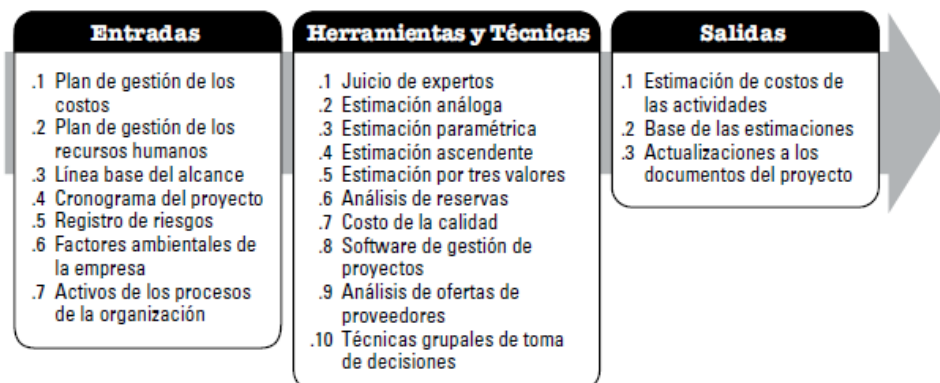 Entradas
.1 Plan de gestión de los
costos
.2 Plan de gestión de los
recursos humanos
.3 Línea base del alcance
.4 Cronograma del proyecto
.5 Registro de riesgos
.6 Factores ambientales de
la empresa
.7 Activos de los procesos
de la organización
Herramientas y Técnicas
.1 Juicio de expertos
.2 Estimación análoga
.3 Estimación paramétrica
.4 Estimación ascendente
.5 Estimación por tres valores
.6 Análisis de reservas
.7 Costo de la calidad
.8 Software de gestión de
proyectos
.9 Análisis de ofertas de
proveedores
.10 Técnicas grupales de toma
de decisiones
Salidas
.1 Estimación de costos de
las actividades
.2 Base de las estimaciones
.3 Actualizaciones a los
documentos del proyecto